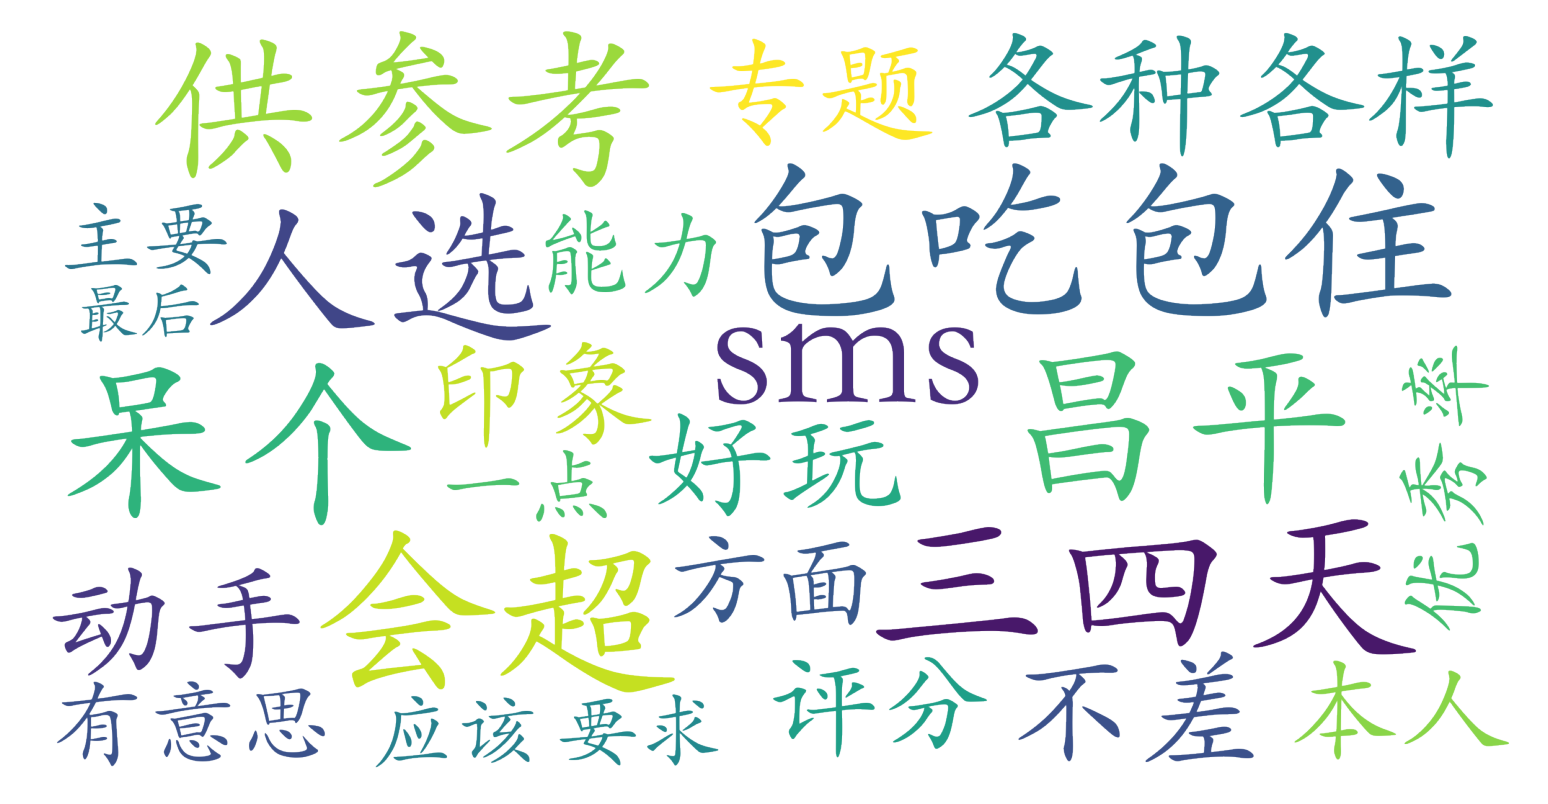 供参考
专题
各种各样
主要
人选
能力
包吃包住
最后
sms
呆个
印象
昌平
优秀率
一点
好玩
动手
会超
方面
三四天
有意思
应该
要求
评分
不差
本人